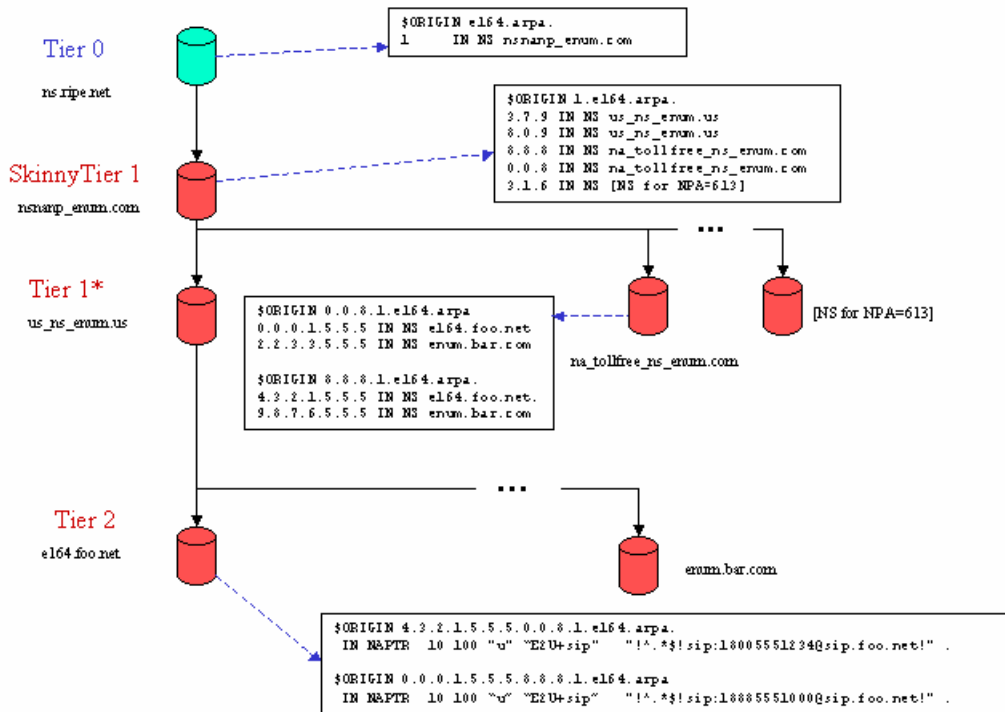 $ORIGIN e164.arpa.
1 IN NS nsnanp_enum.com
Tier 0
ns.ripe.net
$ORIGIN 1.e164.arpa.
3.7.9 IN NS us_ns_enum.us
8.0.9 IN NS us_ns_enum.us
8.8.8 IN NS na_tollfree_ns_enum.com
0.0.8 IN NS na_tollfree_ns_enum.com
3.1.6 IN NS [NS for NPA=613]
SkinnyTier 1
nsnanp_enum.com
...
Tier 1*
us_ns_enum.us
$ORIGIN 0.0.8.1.e164.arpa
0.0.0.1.5.5.5 IN NS e164.foo.net
2.2.3.3.5.5.5 IN NS enum.bar.com
$ORIGIN 8.8.8.1.e164.arpa.
4.3.2.1.5.5.5 IN NS e164.foo.net.
9.8.7.6.5.5.5 IN NS enum.bar.com
na_tollfree_ns_enum.com
[NS for NPA=613]
...
Tier 2
e164.foo.net
enum.bar.com
$ORIGIN 4.3.2.1.5.5.5.0.0.8.1.e164.arpa.
IN NAPTR 10 100 "u" "E2U+sip" "!^.*$!sip:18005551234@sip.foo.net!" .
$ORIGIN 0.0.0.1.5.5.5.8.8.8.1.e164.arpa
IN NAPTR 10 100 "u" "E2U+sip" "!^.*$!sip:18885551000@sip.foo.net!" .